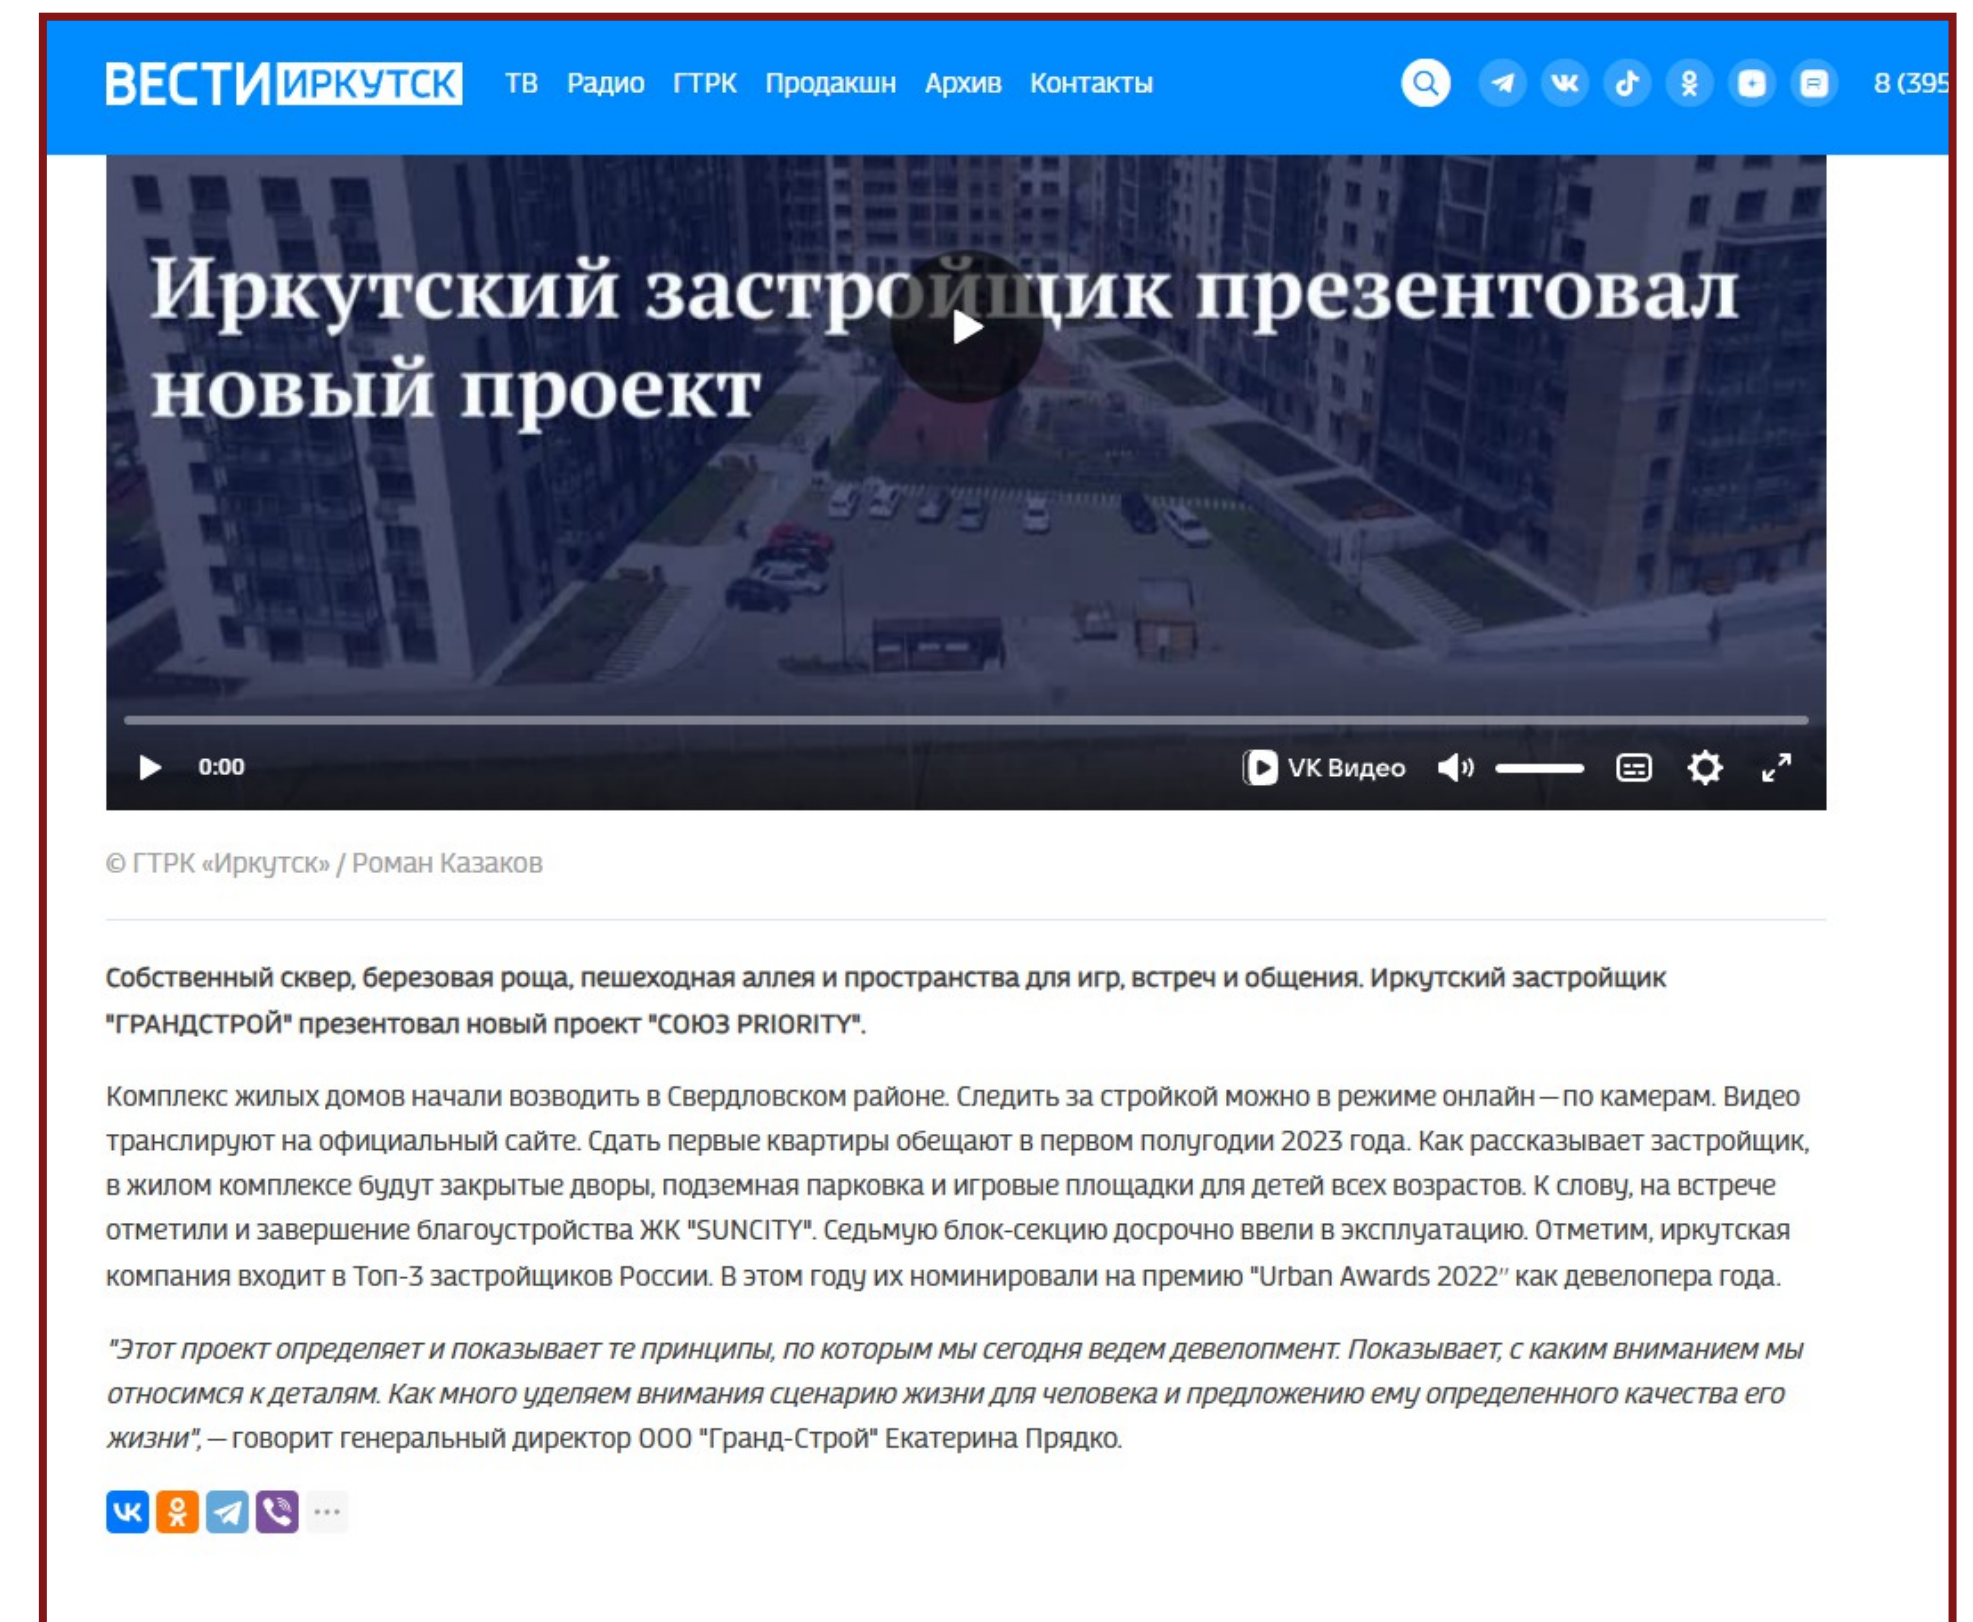 ВЕСТИ ИРКУТСК ТВ Радио ГТРК Продакшн Архив Контакты 8 (395
Иркутский застройщик презентовал
новый проект
0:00 VK Видео
© ГТРК «Иркутск» / Роман Казаков
Собственный сквер, березовая роща, пешеходная аллея и пространства для игр, встреч и общения. Иркутский застройщик
"ГРАНДСТРОЙ" презентовал новый проект "СОЮЗ PRIORITY".
Комплекс жилых домов начали возводить в Свердловском районе. Следить за стройкой можно в режиме онлайн — по камерам. Видео
транслируют на официальный сайте. Сдать первые квартиры обещают в первом полугодии 2023 года. Как рассказывает застройщик,
в жилом комплексе будут закрытые дворы, подземная парковка и игровые площадки для детей всех возрастов. К слову, на встрече
отметили и завершение благоустройства ЖК "SUNCITY". Седьмую блок-секцию досрочно ввели в эксплуатацию. Отметим, иркутская
компания входит в Топ-3 застройщиков России. В этом году их номинировали на премию "Urban Awards 2022″ как девелопера года.
"Этот проект определяет и показывает те принципы, по которым мы сегодня ведем девелопмент. Показывает, с каким вниманием мы
относимся к деталям. Как много уделяем внимания сценарию жизни для человека и предложению ему определенного качества его
жизни", — говорит генеральный директор ООО "Гранд-Строй" Екатерина Прядко.